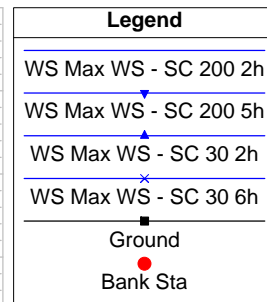 Legend
WS Max WS - SC 200 2h
WS Max WS - SC 200 5h
WS Max WS - SC 30 2h
WS Max WS - SC 30 6h
Ground
Bank Sta